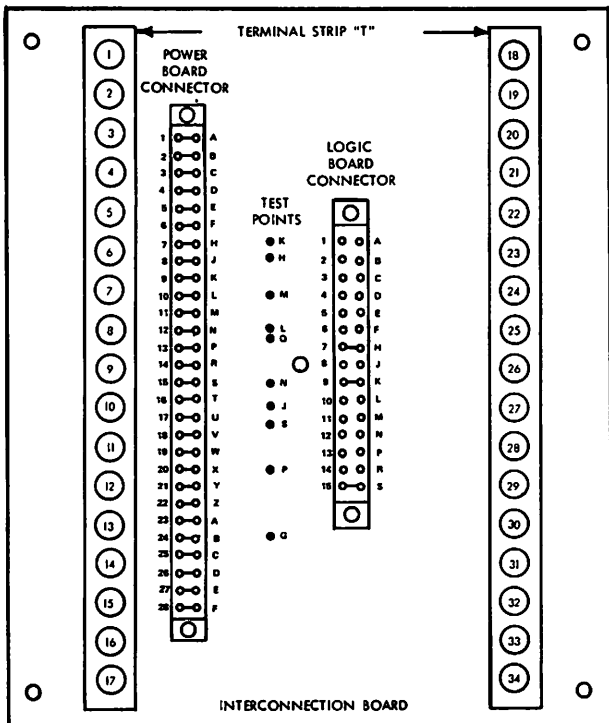 TERMINAL STRIP "T"
POWER
BOARD
CONNECTOR
LOGIC
BOARD
CONNECTOR
TEST
POINTS
1
2
3
4
5
6
7
8
9
10
11
12
13
14
15
16
17
1 A
2 B
3 C
4 D
5 E
6 F
7 H
8 J
9 K
10 L
11 M
12 N
13 P
14 R
15 S
16 T
17 U
18 V
19 W
20 X
21 Y
22 Z
23 A
24 B
25 C
26 D
27 E
28 F
K
H
M
L
Q
N
J
S
P
G
1 A
2 B
3 C
4 D
5 E
6 F
7 H
8 J
9 K
10 L
11 M
12 N
13 P
14 R
15 S
18
19
20
21
22
23
24
25
26
27
28
29
30
31
32
33
34
INTERCONNECTION BOARD